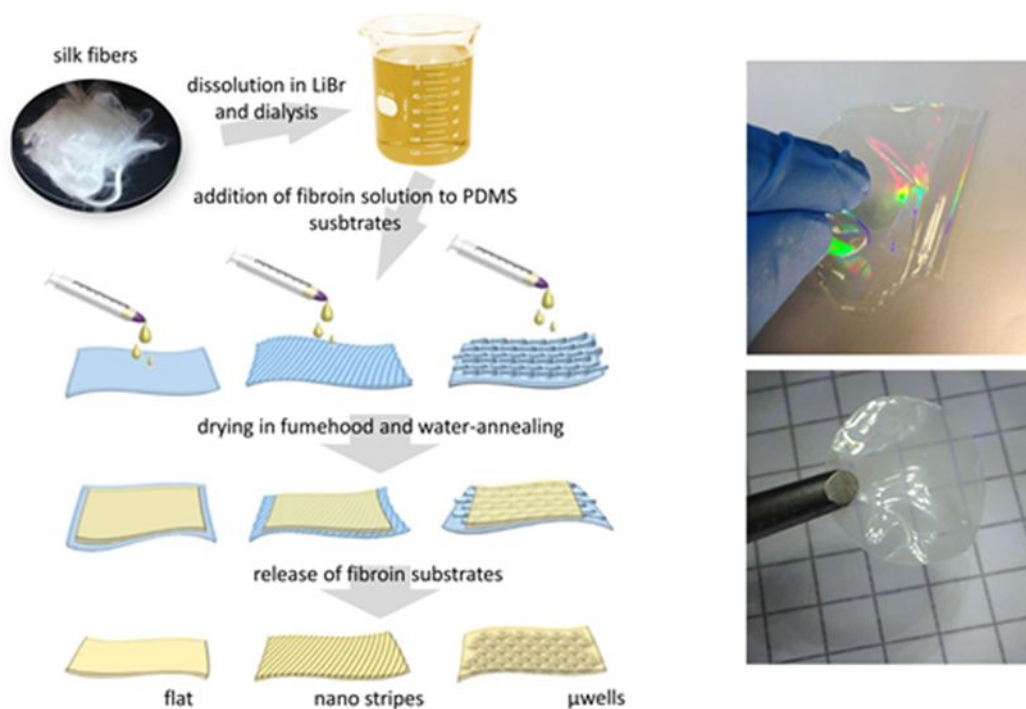 silk fibers
dissolution in LiBr
and dialysis
addition of fibroin solution to PDMS
susbtrates
drying in fumehood and water-annealing
release of fibroin substrates
flat
nano stripes
μwells